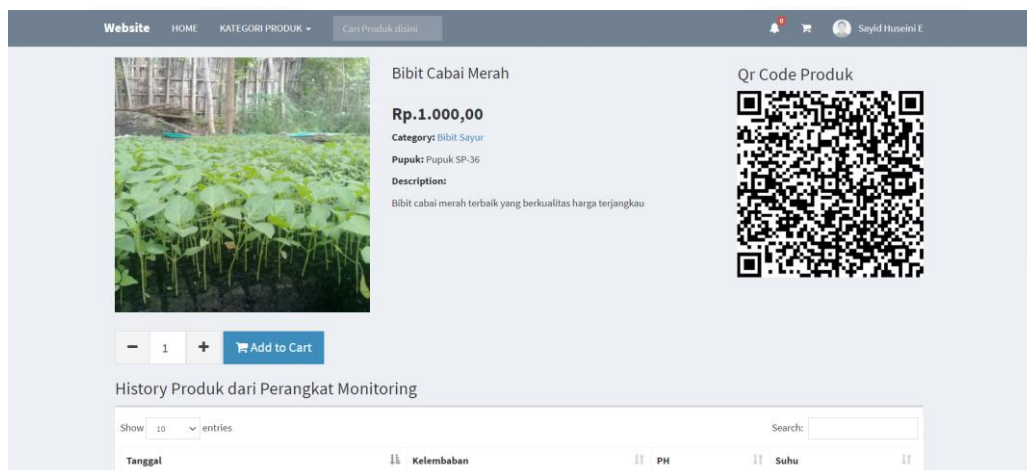 Website HOME KATEGORI PRODUK Cari Produk disini 0 Sayid Huseini E
Bibit Cabai Merah
Rp.1.000,00
Category: Bibit Sayur
Pupuk: Pupuk SP-36
Description:
Bibit cabai merah terbaik yang berkualitas harga terjangkau
Qr Code Produk
1 Add to Cart
History Produk dari Perangkat Monitoring
Show 10 entries Search:
Tanggal Kelembaban PH Suhu